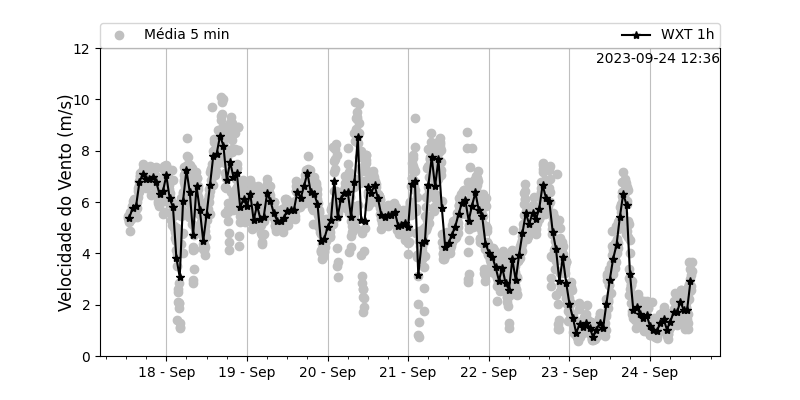 Média 5 min
WXT 1h
2023-09-24 12:36
Velocidade do Vento (m/s)
12
10
8
6
4
2
0
18 - Sep
19 - Sep
20 - Sep
21 - Sep
22 - Sep
23 - Sep
24 - Sep